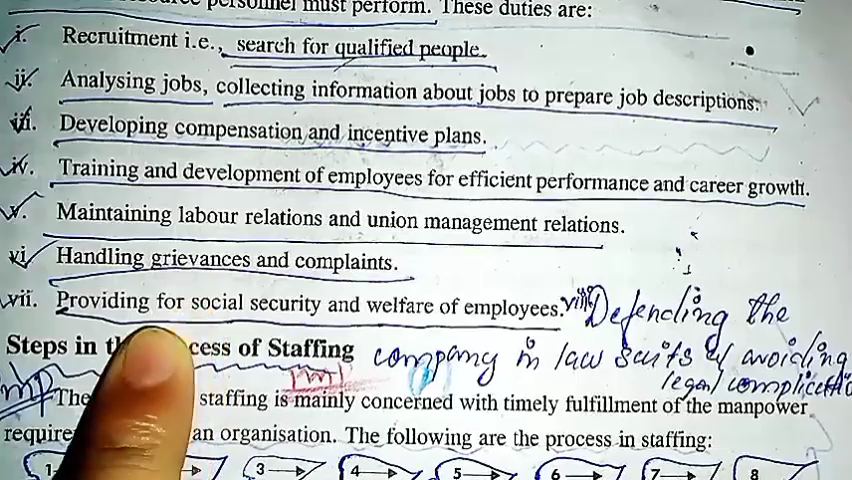 personnel must perform. These duties are:
i. Recruitment i.e., search for qualified people.
ii. Analysing jobs, collecting information about jobs to prepare job descriptions.
iii. Developing compensation and incentive plans.
iv. Training and development of employees for efficient performance and career growth.
v. Maintaining labour relations and union management relations.
vi. Handling grievances and complaints.
vii. Providing for social security and welfare of employees. viii. Defending the
company in law suits & avoiding
legal
Steps in of Staffing
The staffing is mainly concerned with timely fulfillment of the manpower
an organisation. The following are the process in staffing:
1 3 4 5 6 7 8